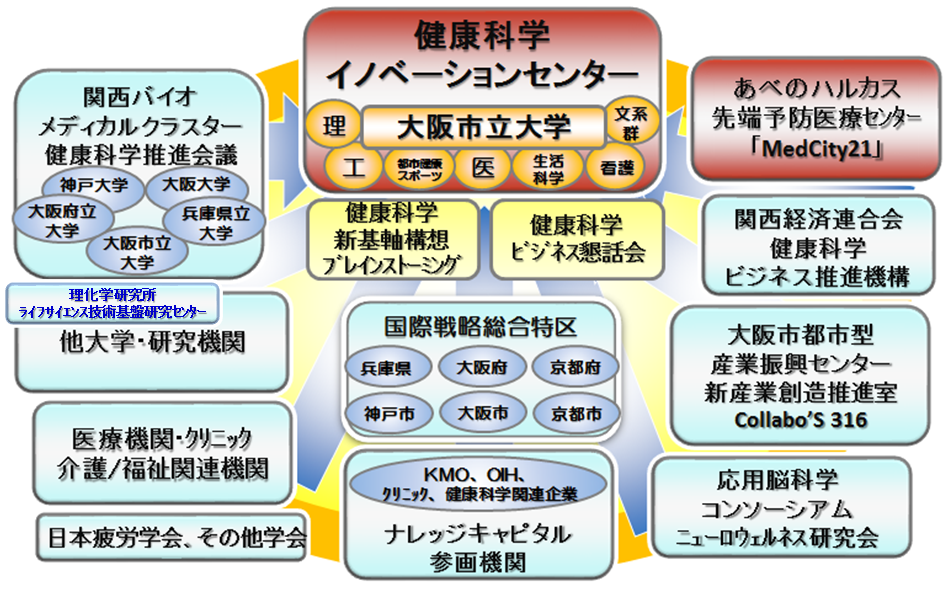 健康科学
イノベーションセンター
理
大阪市立大学
文系
群
工
都市健康
スポーツ
医
生活
科学
看護
関西バイオ
メディカルクラスター
健康科学推進会議
神戸大学
大阪大学
大阪府立
大学
兵庫県立
大学
大阪市立
大学
あべのハルカス
先端予防医療センター
「MedCity21」
健康科学
新基軸構想
ブレインストーミング
健康科学
ビジネス懇話会
関西経済連合会
健康科学
ビジネス推進機構
理化学研究所
ライフサイエンス技術基盤研究センター
他大学・研究機関
国際戦略総合特区
兵庫県
大阪府
京都府
神戸市
大阪市
京都市
大阪市都市型
産業振興センター
新産業創造推進室
Collabo’S 316
医療機関・クリニック
介護/福祉関連機関
KMO、OIH、
クリニック、健康科学関連企業
ナレッジキャピタル
参画機関
応用脳科学
コンソーシアム
ニューロウェルネス研究会
日本疲労学会、その他学会